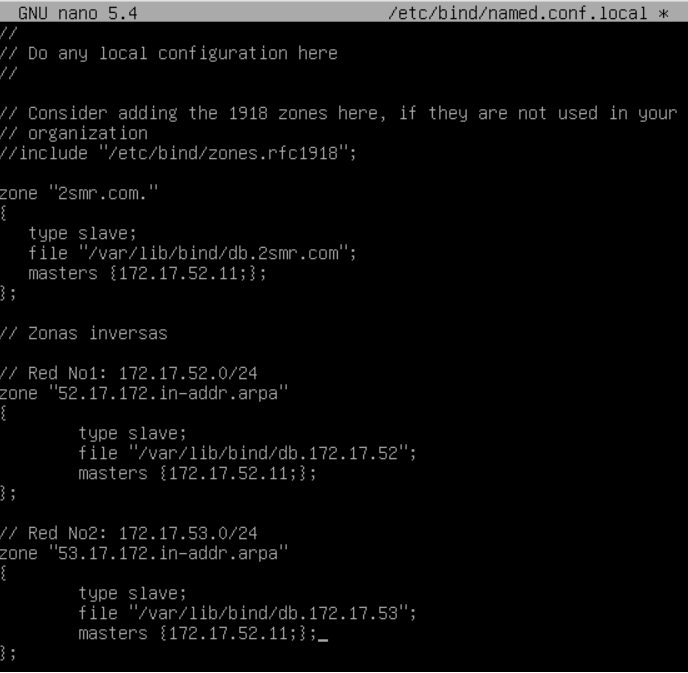 GNU nano 5.4 /etc/bind/named.conf.local *
//
// Do any local configuration here
//
// Consider adding the 1918 zones here, if they are not used in your
// organization
//include "/etc/bind/zones.rfc1918";
zone "2smr.com."
{
type slave;
file "/var/lib/bind/db.2smr.com";
masters {172.17.52.11;};
};
// Zonas inversas
// Red No1: 172.17.52.0/24
zone "52.17.172.in-addr.arpa"
{
type slave;
file "/var/lib/bind/db.172.17.52";
masters {172.17.52.11;};
};
// Red No2: 172.17.53.0/24
zone "53.17.172.in-addr.arpa"
{
type slave;
file "/var/lib/bind/db.172.17.53";
masters {172.17.52.11;};_
};